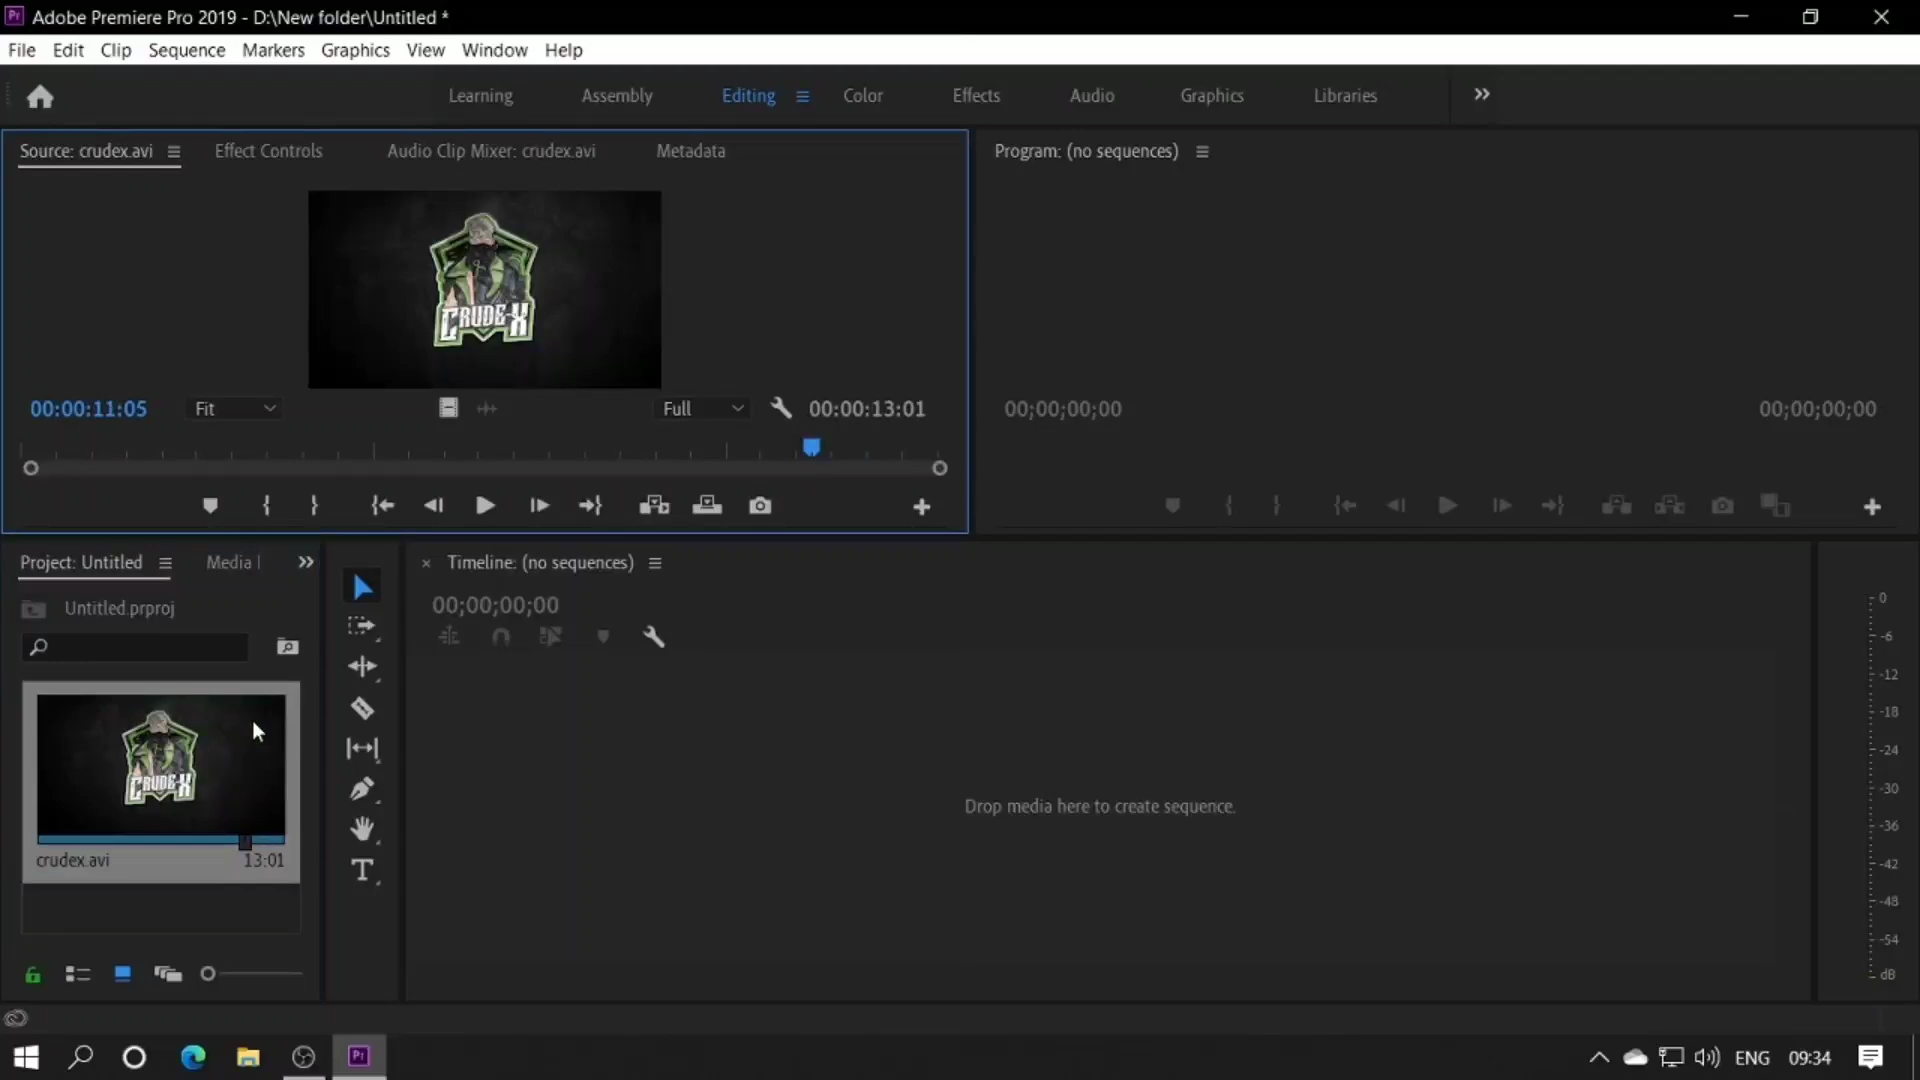 Adobe Premiere Pro 2019 - D:\New folder\Untitled *
File Edit Clip Sequence Markers Graphics View Window Help
Learning Assembly Editing Color Effects Audio Graphics Libraries
Source: crudex.avi Effect Controls Audio Clip Mixer: crudex.avi Metadata
Program: (no sequences)
CRUDE-X
00:00:11:05 Fit Full 00:00:13:01
00;00;00;00 00;00;00;00
Project: Untitled Media
Timeline: (no sequences)
Untitled.prproj
00;00;00;00
CRUDE-X
crudex.avi 13:01
Drop media here to create sequence.
0
-6
-12
-18
-24
-30
-36
-42
-48
-54
dB
Pr ENG 09:34